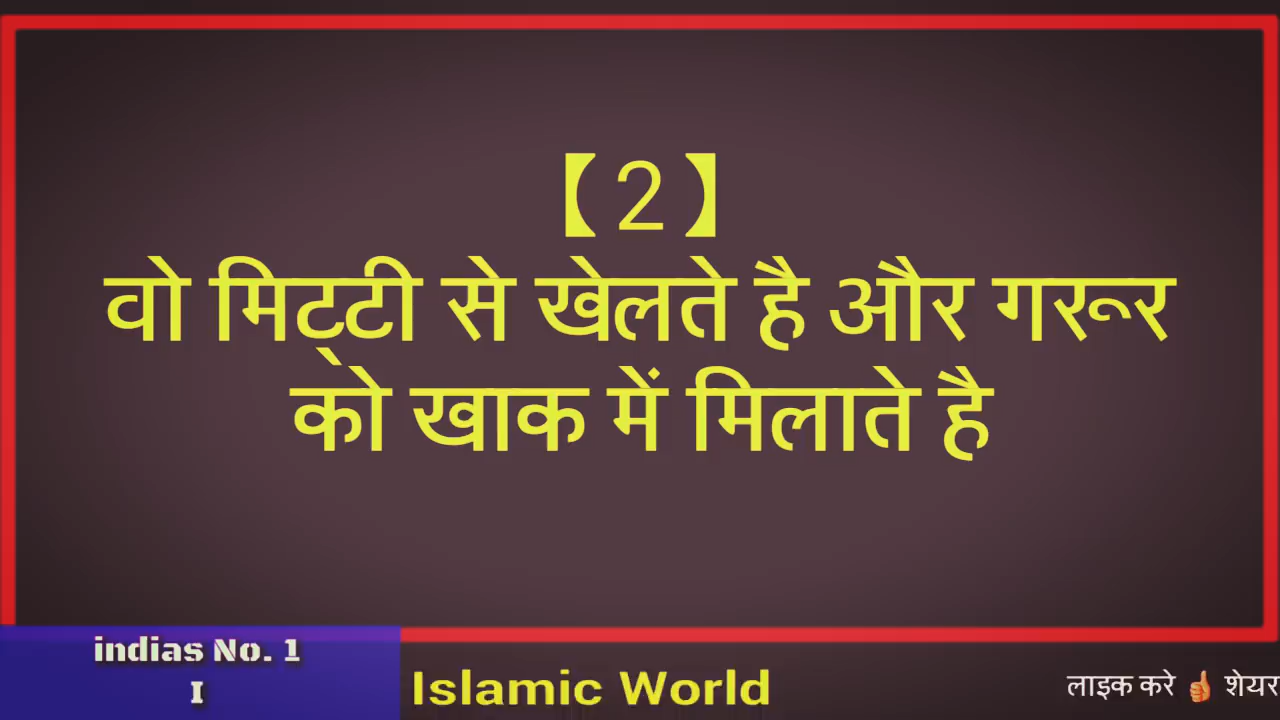 【2】
वो मिट्टी से खेलते है और गरूर
को खाक में मिलाते है
indias No. 1
I
Islamic World
लाइक करे 👍 शेयर